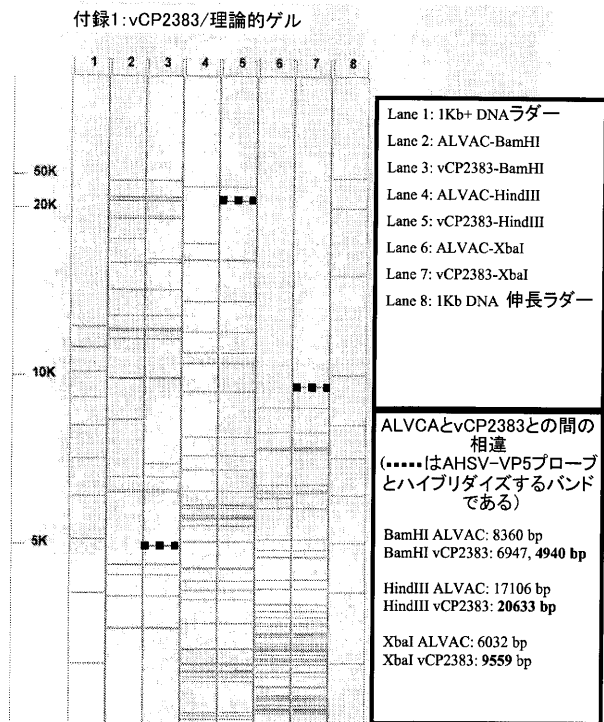 付録1:vCP2383/理論的ゲル
1 2 3 4 5 6 7 8
50K
20K
10K
5K
Lane 1: 1Kb+ DNAラダー
Lane 2: ALVAC-BamHI
Lane 3: vCP2383-BamHI
Lane 4: ALVAC-HindIII
Lane 5: vCP2383-HindIII
Lane 6: ALVAC-XbaI
Lane 7: vCP2383-XbaI
Lane 8: 1Kb DNA 伸長ラダー
ALVCAとvCP2383との間の
相違
(▪▪▪▪▪はAHSV-VP5プローブ
とハイブリダイズするバンド
である)
BamHI ALVAC: 8360 bp
BamHI vCP2383: 6947, 4940 bp
HindIII ALVAC: 17106 bp
HindIII vCP2383: 20633 bp
XbaI ALVAC: 6032 bp
XbaI vCP2383: 9559 bp